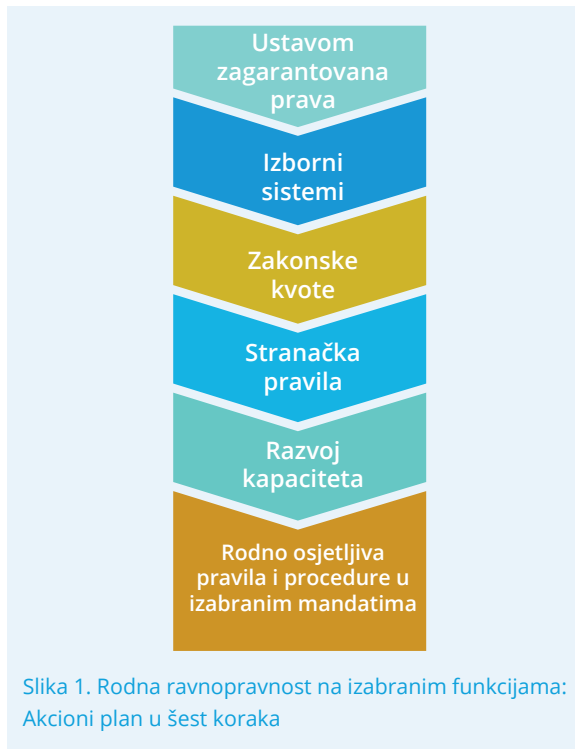 Ustavom
zagarantovana
prava
Izborni
sistemi
Zakonske
kvote
Stranačka
pravila
Razvoj
kapaciteta
Rodno osjetljiva
pravila i procedure u
izabranim mandatima
Slika 1. Rodna ravnopravnost na izabranim funkcijama:
Akcioni plan u šest koraka